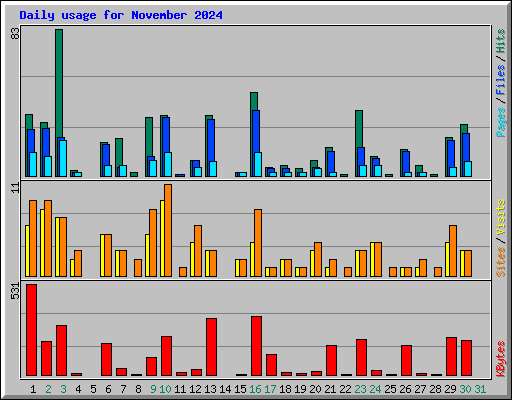 Daily usage for November 2024
83
Pages / Files / Hits
11
Sites / Visits
531
KBytes
1 2 3 4 5 6 7 8 9 10 11 12 13 14 15 16 17 18 19 20 21 22 23 24 25 26 27 28 29 30 31